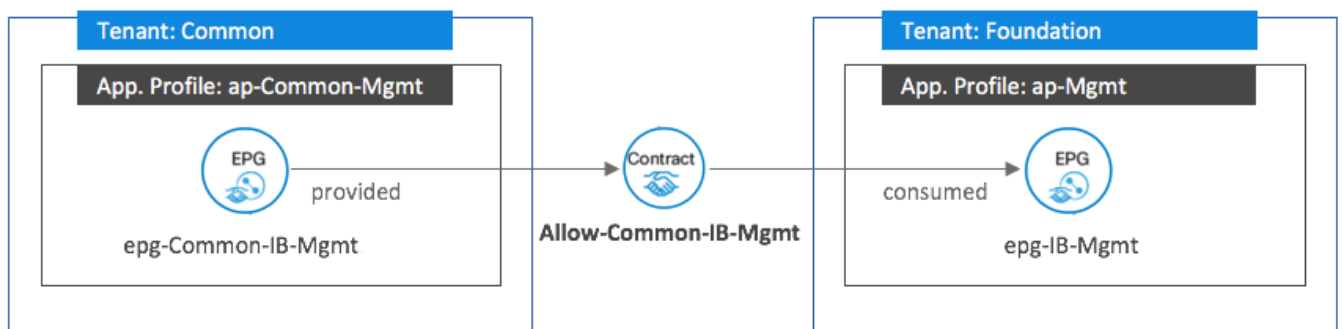 Tenant: Common
App. Profile: ap-Common-Mgmt
EPG
provided
epg-Common-IB-Mgmt
Contract
Allow-Common-IB-Mgmt
Tenant: Foundation
App. Profile: ap-Mgmt
EPG
consumed
epg-IB-Mgmt